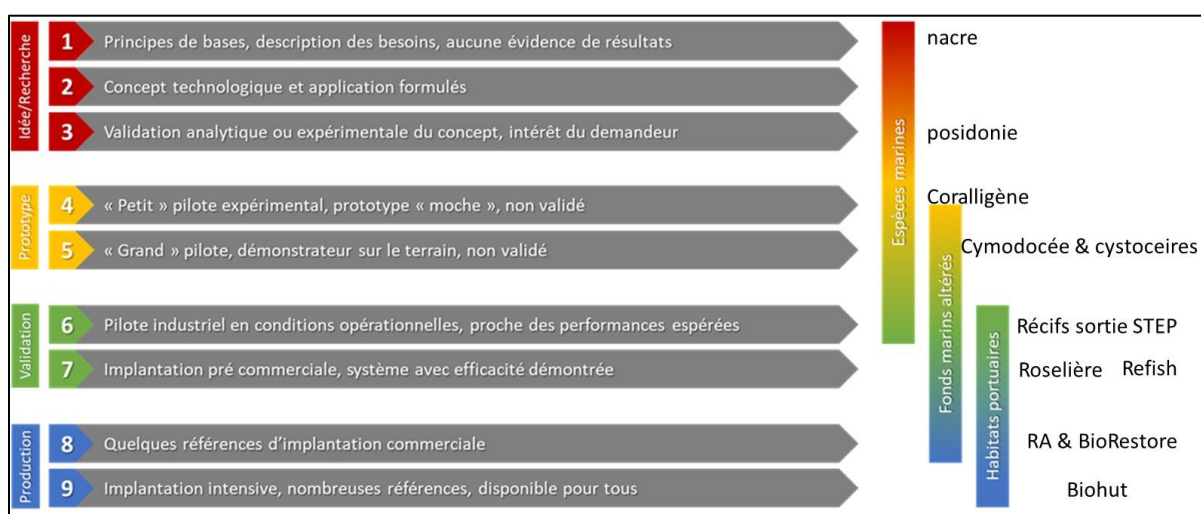 Idée/Recherche
1 Principes de bases, description des besoins, aucune évidence de résultats
2 Concept technologique et application formulés
3 Validation analytique ou expérimentale du concept, intérêt du demandeur
Prototype
4 « Petit » pilote expérimental, prototype « moche », non validé
5 « Grand » pilote, démonstrateur sur le terrain, non validé
Validation
6 Pilote industriel en conditions opérationnelles, proche des performances espérées
7 Implantation pré commerciale, système avec efficacité démontrée
Production
8 Quelques références d'implantation commerciale
9 Implantation intensive, nombreuses références, disponible pour tous
Espèces marines
Fonds marins altérés
Habitats portuaires
nacre
posidonie
Coralligène
Cymodocée & cystoceires
Récifs sortie STEP
Roselière Refish
RA & BioRestore
Biohut